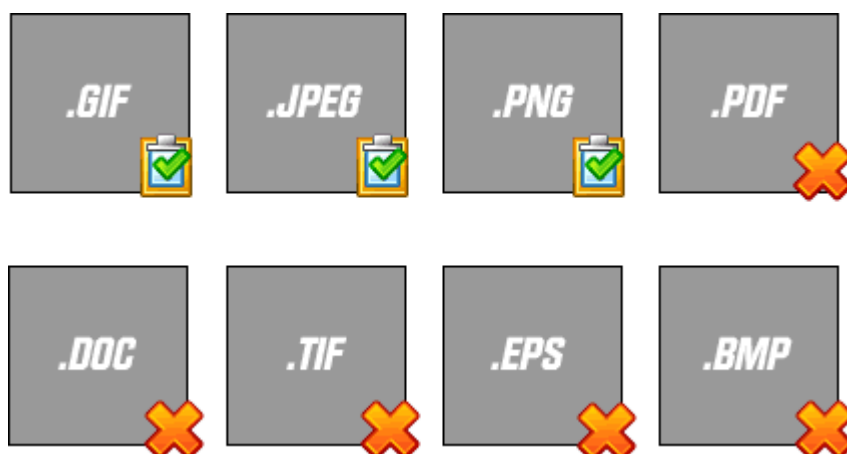 .GIF
.JPEG
.PNG
.PDF
.DOC
.TIF
.EPS
.BMP